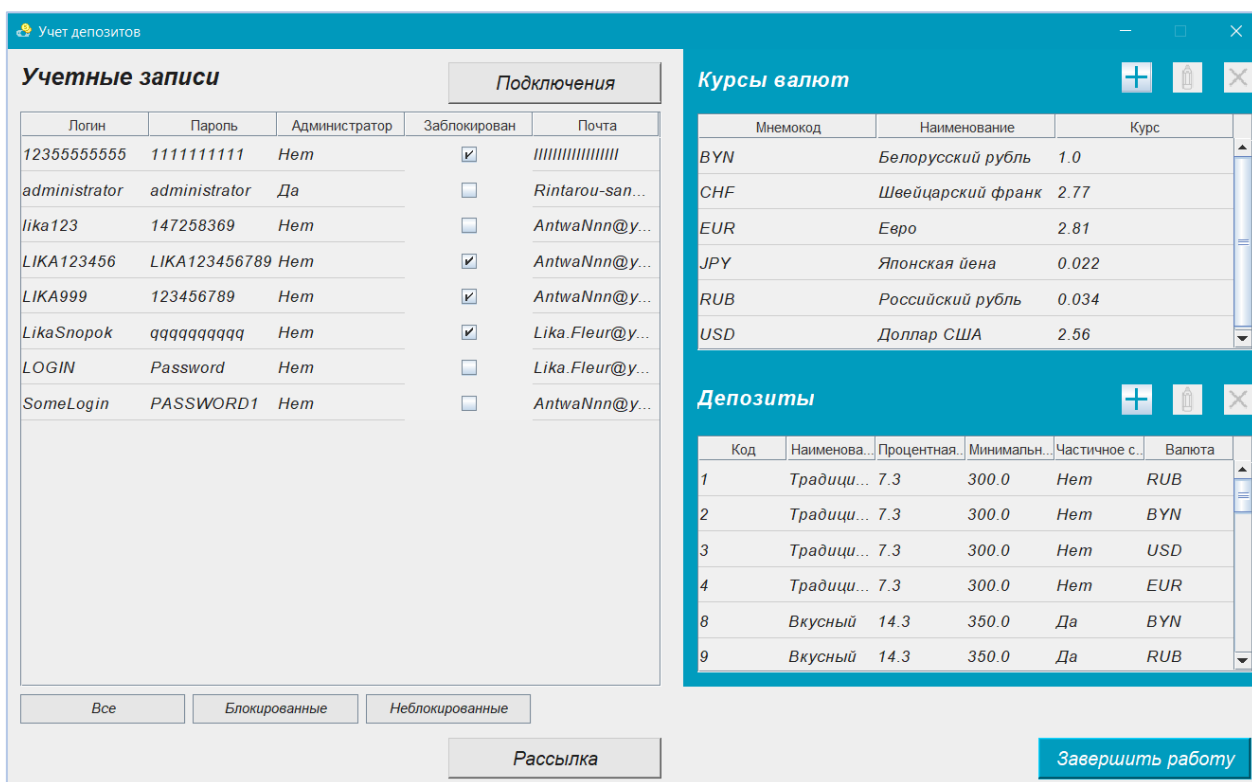 Учет депозитов
Учетные записи
Подключения
Логин Пароль Администратор Заблокирован Почта
12355555555 1111111111 Нет IIIIIIIIIIIIIIIIII
administrator administrator Да Rintarou-san...
lika123 147258369 Нет AntwaNnn@y...
LIKA123456 LIKA123456789 Нет AntwaNnn@y...
LIKA999 123456789 Нет AntwaNnn@y...
LikaSnopok qqqqqqqqqq Нет Lika.Fleur@y...
LOGIN Password Нет Lika.Fleur@y...
SomeLogin PASSWORD1 Нет AntwaNnn@y...
Все Блокированные Неблокированные
Рассылка
Курсы валют
Мнемокод Наименование Курс
BYN Белорусский рубль 1.0
CHF Швейцарский франк 2.77
EUR Евро 2.81
JPY Японская йена 0.022
RUB Российский рубль 0.034
USD Доллар США 2.56
Депозиты
Код Наименова... Процентная... Минимальн... Частичное с... Валюта
1 Традици... 7.3 300.0 Нет RUB
2 Традици... 7.3 300.0 Нет BYN
3 Традици... 7.3 300.0 Нет USD
4 Традици... 7.3 300.0 Нет EUR
8 Вкусный 14.3 350.0 Да BYN
9 Вкусный 14.3 350.0 Да RUB
Завершить работу